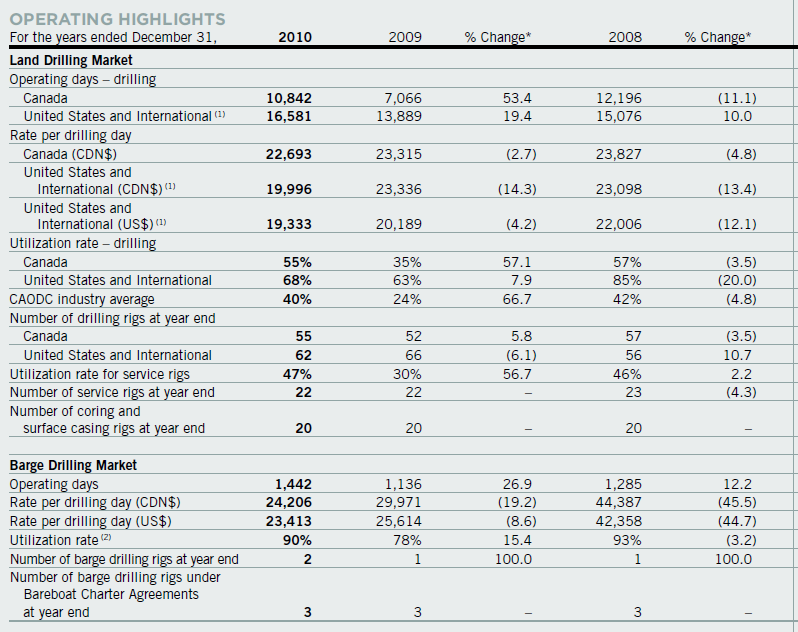 OPERATING HIGHLIGHTS
For the years ended December 31, 2010 2009 % Change* 2008 % Change*
Land Drilling Market
Operating days – drilling
Canada 10,842 7,066 53.4 12,196 (11.1)
United States and International (1) 16,581 13,889 19.4 15,076 10.0
Rate per drilling day
Canada (CDN$) 22,693 23,315 (2.7) 23,827 (4.8)
United States and
International (CDN$) (1) 19,996 23,336 (14.3) 23,098 (13.4)
United States and
International (US$) (1) 19,333 20,189 (4.2) 22,006 (12.1)
Utilization rate – drilling
Canada 55% 35% 57.1 57% (3.5)
United States and International 68% 63% 7.9 85% (20.0)
CAODC industry average 40% 24% 66.7 42% (4.8)
Number of drilling rigs at year end
Canada 55 52 5.8 57 (3.5)
United States and International 62 66 (6.1) 56 10.7
Utilization rate for service rigs 47% 30% 56.7 46% 2.2
Number of service rigs at year end 22 22 – 23 (4.3)
Number of coring and
surface casing rigs at year end 20 20 – 20 –
Barge Drilling Market
Operating days 1,442 1,136 26.9 1,285 12.2
Rate per drilling day (CDN$) 24,206 29,971 (19.2) 44,387 (45.5)
Rate per drilling day (US$) 23,413 25,614 (8.6) 42,358 (44.7)
Utilization rate (2) 90% 78% 15.4 93% (3.2)
Number of barge drilling rigs at year end 2 1 100.0 1 100.0
Number of barge drilling rigs under
Bareboat Charter Agreements
at year end 3 3 – 3 –